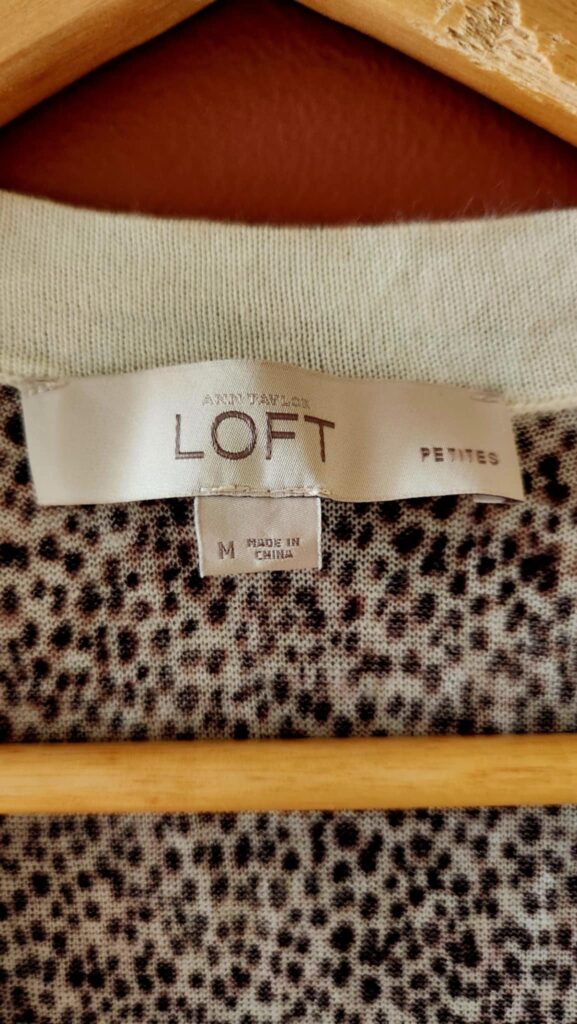 ANN TAYLOR
LOFT
PETITES
M
MADE IN
CHINA